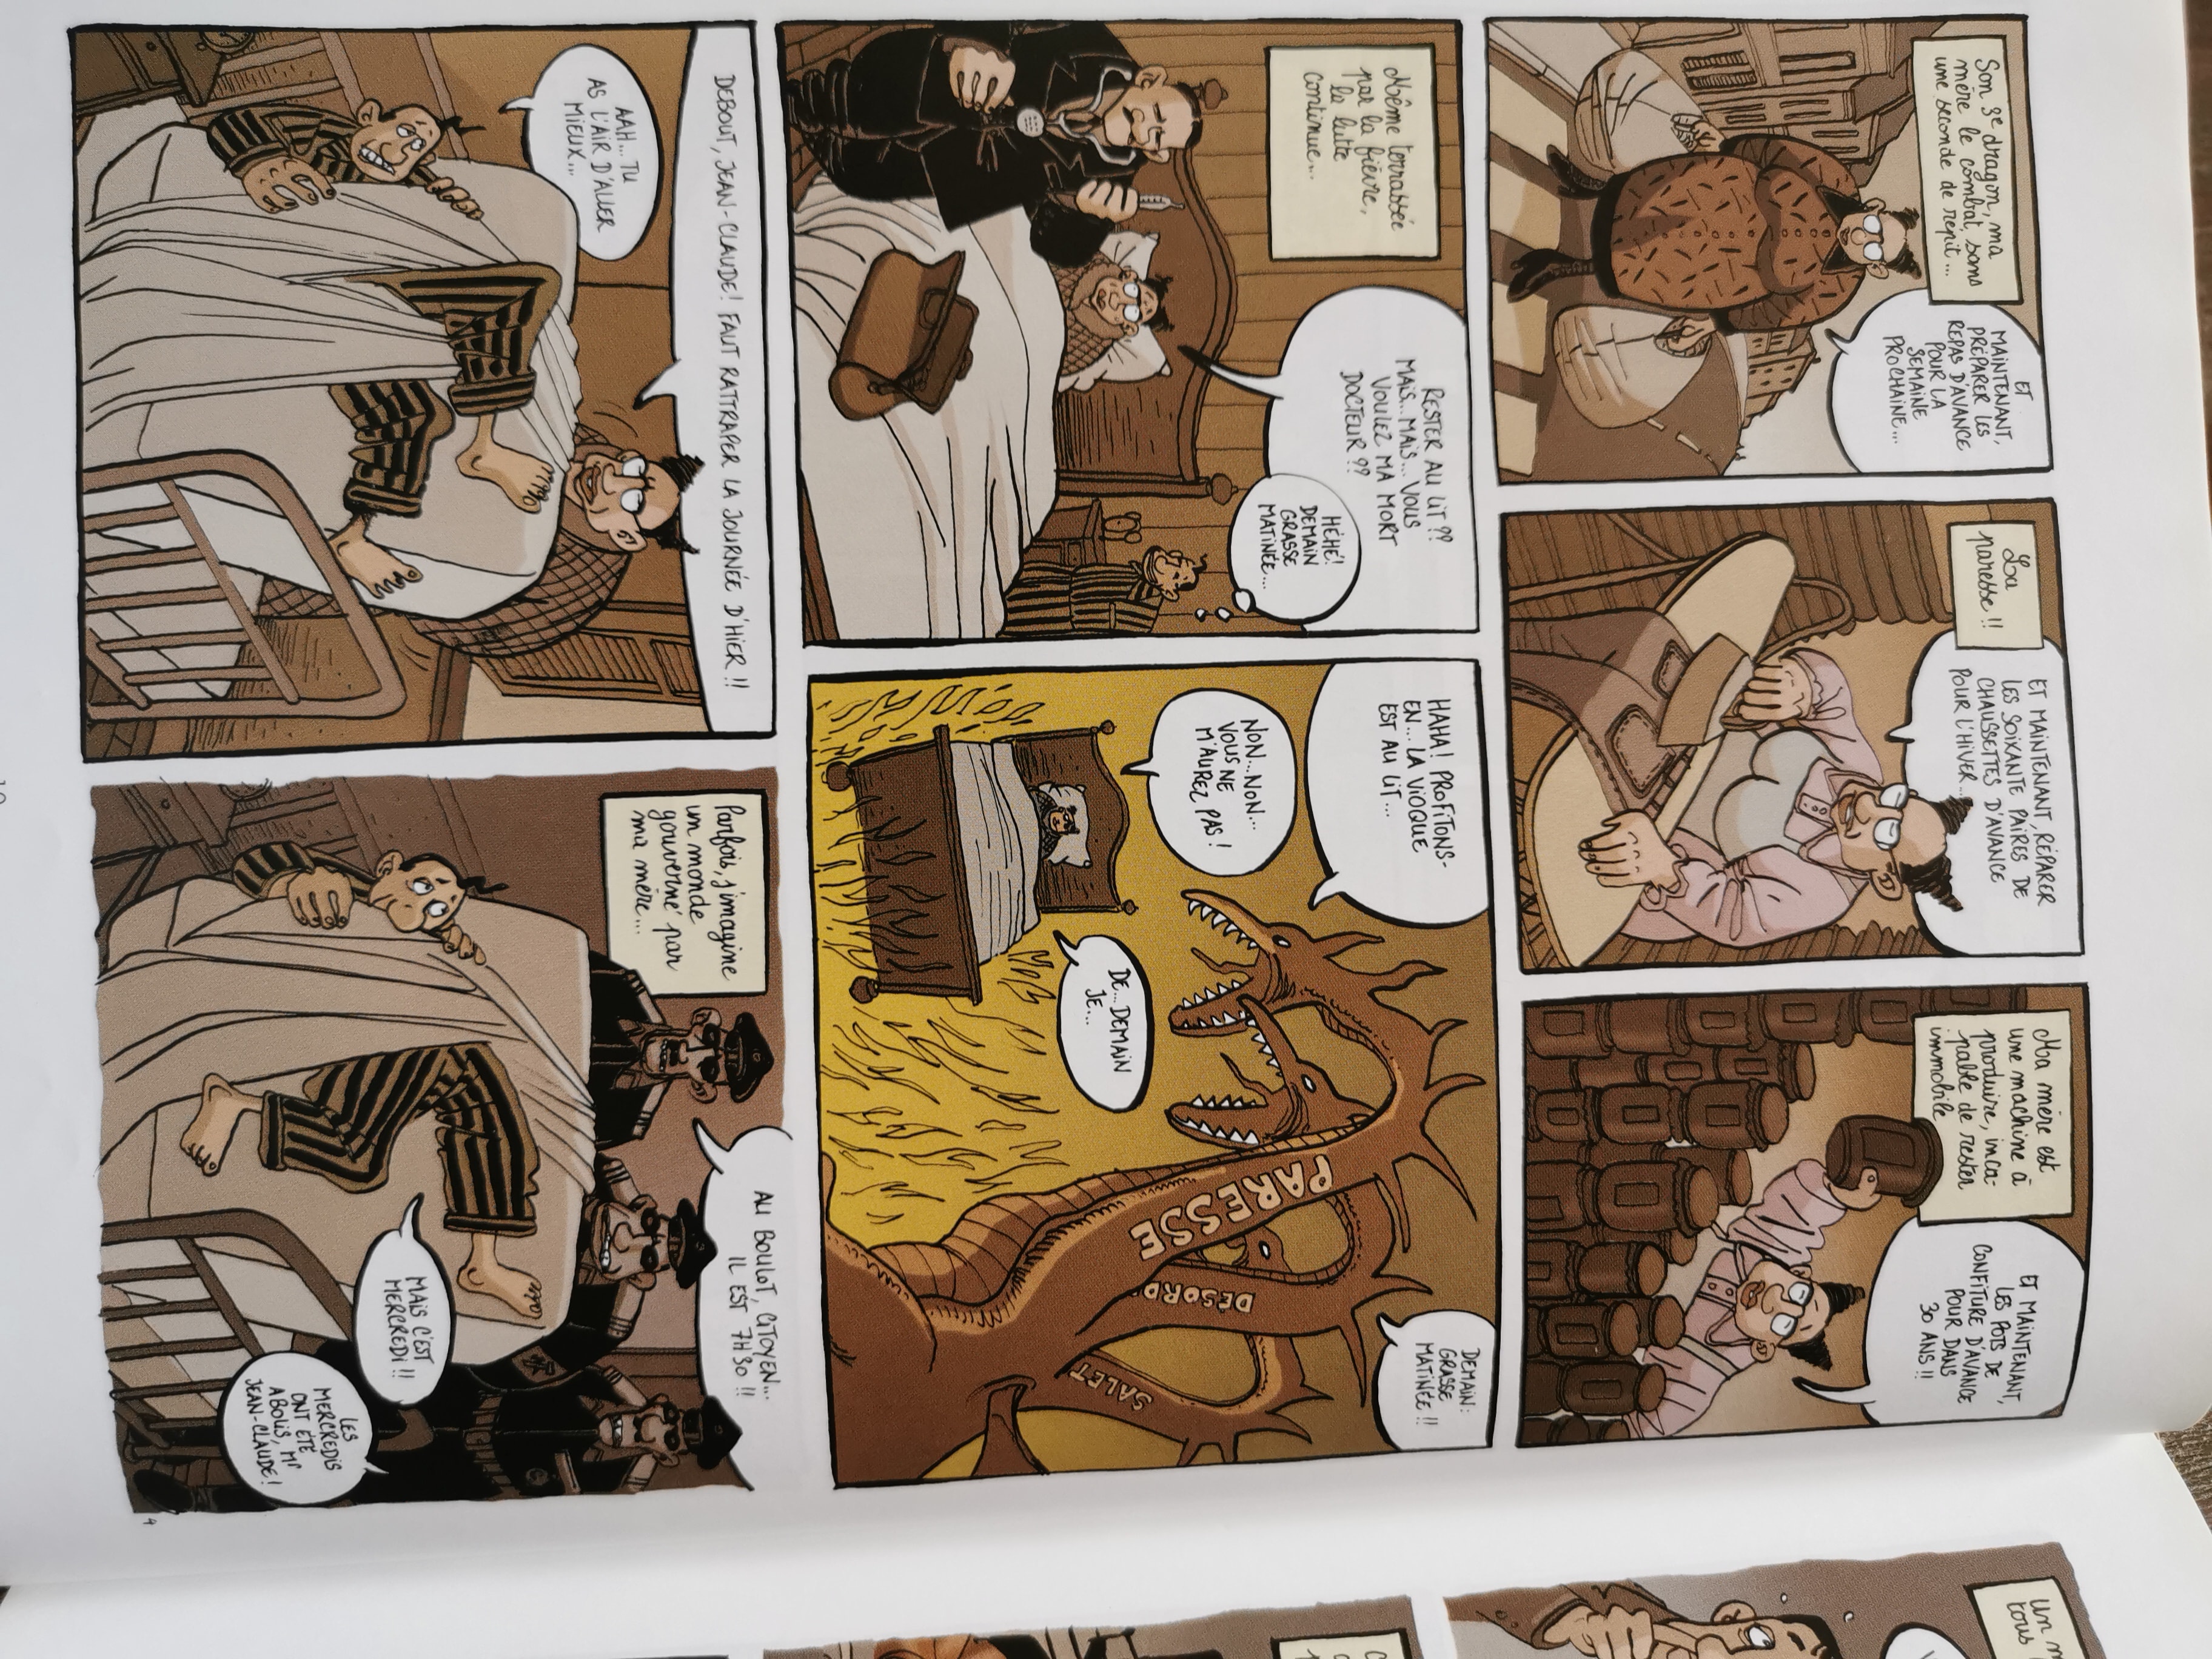 Son 3e dragon, ma
mère le combat, sans
une seconde de répit...
ET
MAINTENANT,
PRÉPARER LES
REPAS D'AVANCE
POUR LA
SEMAINE
PROCHAINE...
La
paresse !!
ET MAINTENANT, RÉPARER
LES SOIXANTE PAIRES DE
CHAUSSETTES D'AVANCE
POUR L'HIVER...
Ma mère est
une machine à
produire, inca-
pable de rester
immobile
ET MAINTENANT,
LES POTS DE
CONFITURE D'AVANCE
POUR DANS
30 ANS !!
Même terrassée
par la fièvre,
la lutte
continue...
RESTER AU LIT ??
MAIS... MAIS... VOUS
VOULEZ MA MORT
DOCTEUR ??
HÉHÉ!
DEMAIN
GRASSE
MATINÉE...
HAHA! PROFITONS-
EN... LA VIOQUE
EST AU LIT...
NON... NON...
VOUS NE
M'AUREZ PAS !
DE... DEMAIN
JE...
PARESSE
DÉSORD
SALET
DEMAIN:
GRASSE
MATINÉE !!
DEBOUT, JEAN-CLAUDE! FAUT RATTRAPER LA JOURNÉE D'HIER !!
AAH... TU
AS L'AIR D'ALLER
MIEUX...
Parfois, j'imagine
un monde
gouverné par
ma mère...
AU BOULOT, CITOYEN...
IL EST 7H30 !!
MAIS C'EST
MERCREDI !!
LES
MERCREDIS
ONT ÉTÉ
ABOLIS, Mr
JEAN-CLAUDE!
4
un m
tous